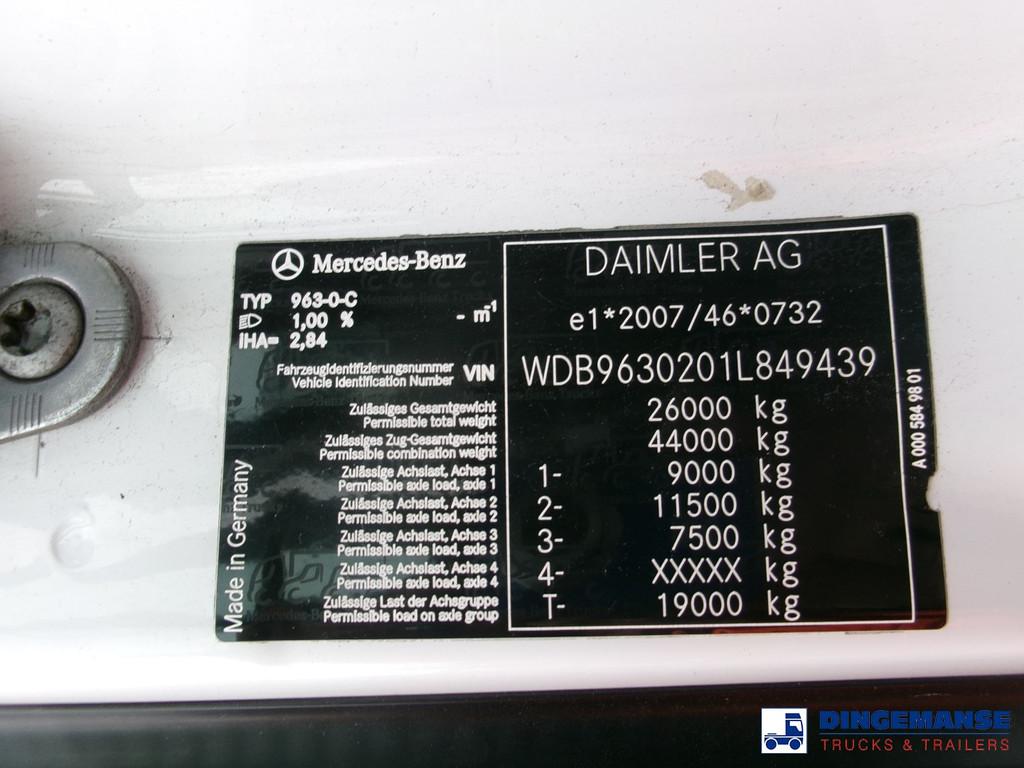 Mercedes-Benz
TYP 963-0-C
1,00 % - m⁻¹
IHA= 2,84
Fahrzeugidentifizierungsnummer
Vehicle Identification Number VIN
Zulässiges Gesamtgewicht
Permissible total weight
Zulässiges Zug-Gesamtgewicht
Permissible combination weight
Zulässige Achslast, Achse 1
Permissible axle load, axle 1
Zulässige Achslast, Achse 2
Permissible axle load, axle 2
Zulässige Achslast, Achse 3
Permissible axle load, axle 3
Zulässige Achslast, Achse 4
Permissible axle load, axle 4
Zulässige Last der Achsgruppe
Permissible load on axle group
Made in Germany
DAIMLER AG
e1*2007/46*0732
WDB9630201L849439
26000 kg
44000 kg
1- 9000 kg
2- 11500 kg
3- 7500 kg
4- XXXXX kg
T- 19000 kg
A 000 584 98 01
DINGEMANSE
TRUCKS & TRAILERS